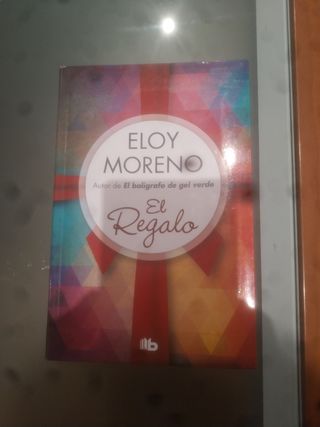 ELOY
MORENO
Autor de El bolígrafo de gel verde
El
Regalo
b